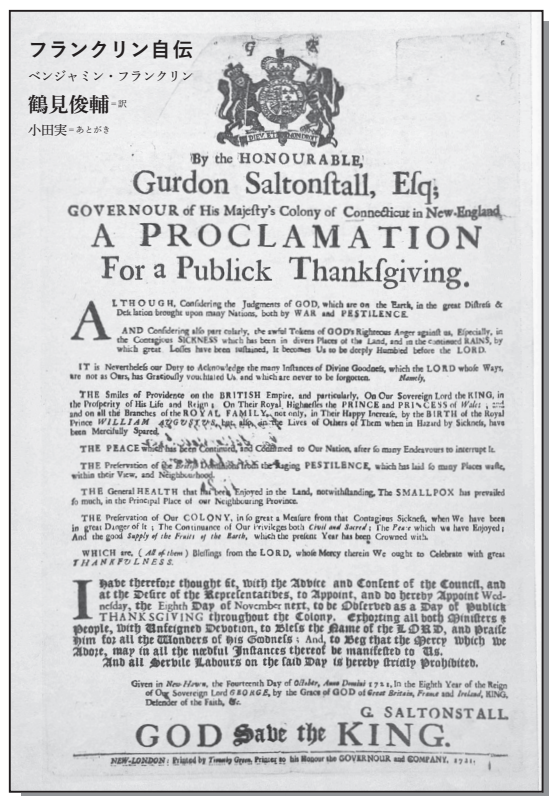 フランクリン自伝
ベンジャミン・フランクリン
鶴見俊輔=訳
小田実=あとがき
G R
DIEU ET MON DROIT
By the HONOURABLE,
Gurdon Saltonſtall, Eſq;
GOVERNOUR of His Majeſty's Colony of Connecticut in New-England,
A PROCLAMATION
For a Publick Thankſgiving.
ALTHOUGH, Conſidering the Judgments of GOD, which are on the Earth, in the great Diſtreſs &
Deſolation brought upon many Nations, both by WAR and PESTILENCE.
AND Conſidering alſo particularly, the awful Tokens of GOD's Righteous Anger againſt us, Eſpecially, in
the Contagious SICKNESS which has been in divers Places of the Land, and in the continued RAINS, by
which great Loſſes have been ſuſtained, It becomes Us to be deeply Humbled before the LORD.
IT is Nevertheleſs our Duty to Acknowledge the many Inſtances of Divine Goodneſs, which the LORD whoſe Ways,
are not as Ours, has Graciouſly vouchſafed Us, and which are never to be forgotten. Namely,
THE Smiles of Providence on the BRITISH Empire, and particularly, On Our Sovereign Lord the KING, in
the Proſperity of His Life and Reign; On Their Royal Highneſſes the PRINCE and PRINCESS of Wales; and
and on all the Branches of the ROYAL FAMILY, not only, in Their Happy Increaſe, by the BIRTH of the Royal
Prince WILLIAM AUGUSTUS, but, alſo, in the Lives of Others of Them when in Hazard by Sickneſs, have
been Mercifully Spared.
THE PEACE which has been Continued, and Confirmed to Our Nation, after ſo many Endeavours to interrupt It.
THE Preſervation of the British Dominions from the Raging PESTILENCE, which has laid ſo many Places waſte,
within their View, and Neighbourhood.
THE General HEALTH that has been Enjoyed in the Land, notwithſtanding, The SMALLPOX has prevailed
ſo much, in the Principal Place of our Neighbouring Province.
THE Preſervation of Our COLONY, in ſo great a Meaſure from that Contagious Sickneſs, when We have been
in great Danger of It; The Continuance of Our Privileges both Civil and Sacred; The Peace which we have Enjoyed;
And the good Supply of the Fruits of the Earth, which the preſent Year has been Crowned with.
WHICH are, (All of them) Bleſſings from the LORD, whoſe Mercy therein We ought to Celebrate with great
THANKFULNESS.
I Have therefore thought fit, with the Advice and Conſent of the Council, and
at the Deſire of the Repreſentatives, to Appoint, and do hereby Appoint Wed-
neſday, the Eighth Day of November next, to be Obſerved as a Day of Publick
THANKSGIVING throughout the Colony. Exhorting all both Miniſters &
People, with Unfeigned Devotion, to Bleſs the Name of the LORD, and Praiſe
Him for all the Wonders of His Goodneſs; And, to Beg that the Mercy which We
Adore, may in all the needful Inſtances thereof be manifeſted to Us.
And all Servile Labours on the ſaid Day is hereby ſtrictly Prohibited.
Given in New-Haven, the Fourteenth Day of October, Anno Domini 1721, In the Eighth Year of the Reign
of Our Sovereign Lord GEORGE, by the Grace of GOD of Great Britain, France and Ireland, KING,
Defender of the Faith, &c.
G. SALTONSTALL.
GOD Save the KING.
NEW-LONDON: Printed by Timothy Green, Printer to his Honour the GOVERNOUR and COMPANY, 1721.